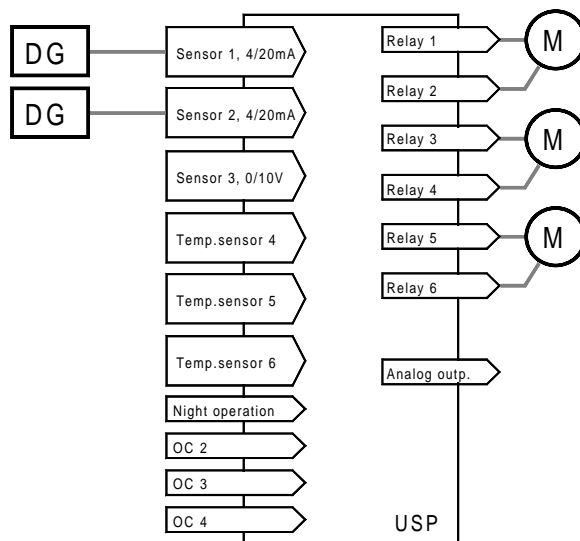 DG
Sensor 1, 4/20mA
Relay 1
M
Relay 2
DG
Sensor 2, 4/20mA
Relay 3
M
Sensor 3, 0/10V
Relay 4
Temp.sensor 4
Relay 5
M
Relay 6
Temp.sensor 5
Temp.sensor 6
Analog outp.
Night operation
OC 2
OC 3
OC 4
USP